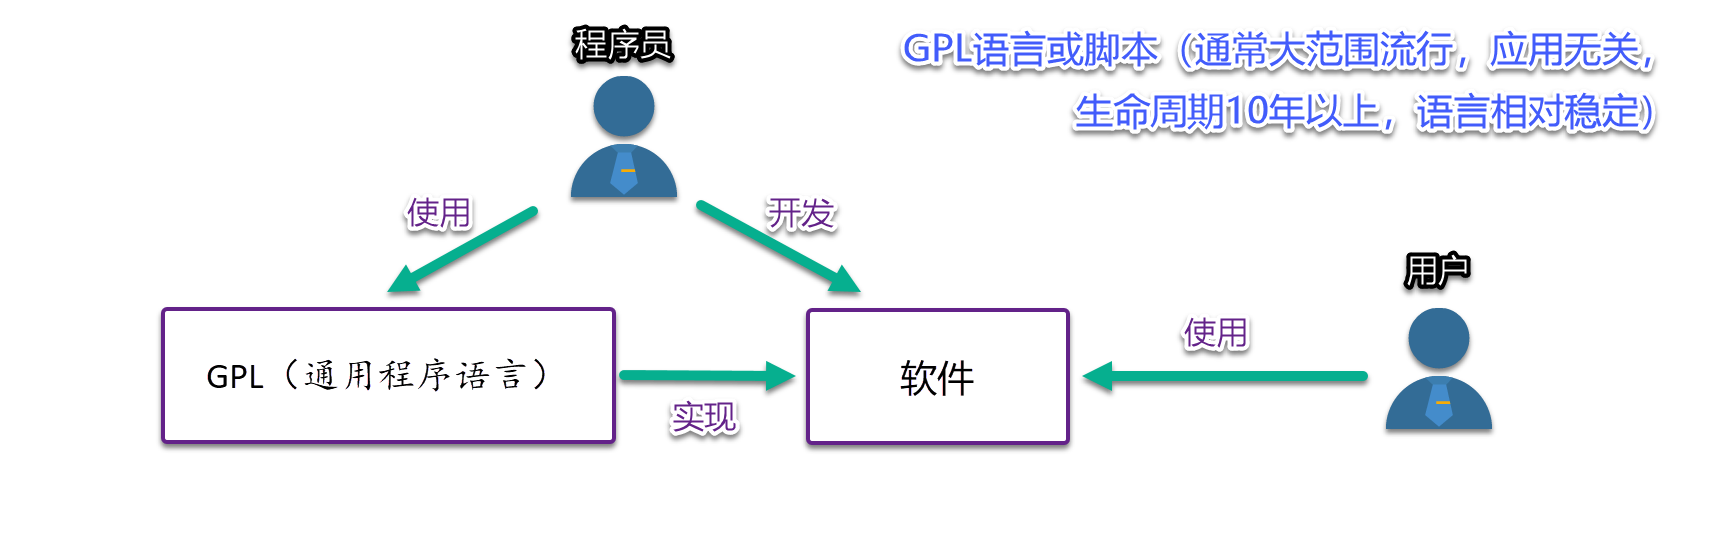 程序员
GPL语言或脚本（通常大范围流行，应用无关，
生命周期10年以上，语言相对稳定）
使用
开发
用户
GPL（通用程序语言）
实现
软件
使用